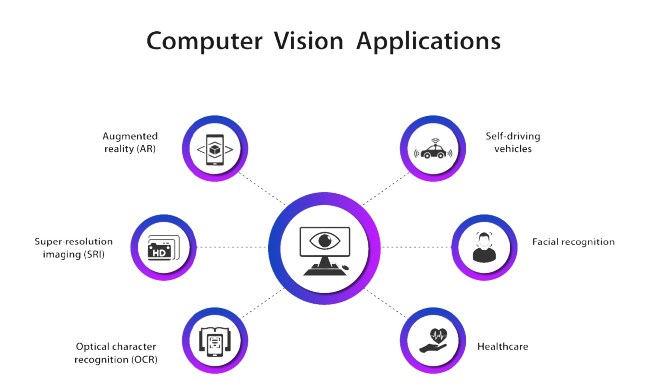 Computer Vision Applications
Augmented
reality (AR)
Self-driving
vehicles
Super-resolution
imaging (SRI)
HD
Facial recognition
Optical character
recognition (OCR)
Healthcare